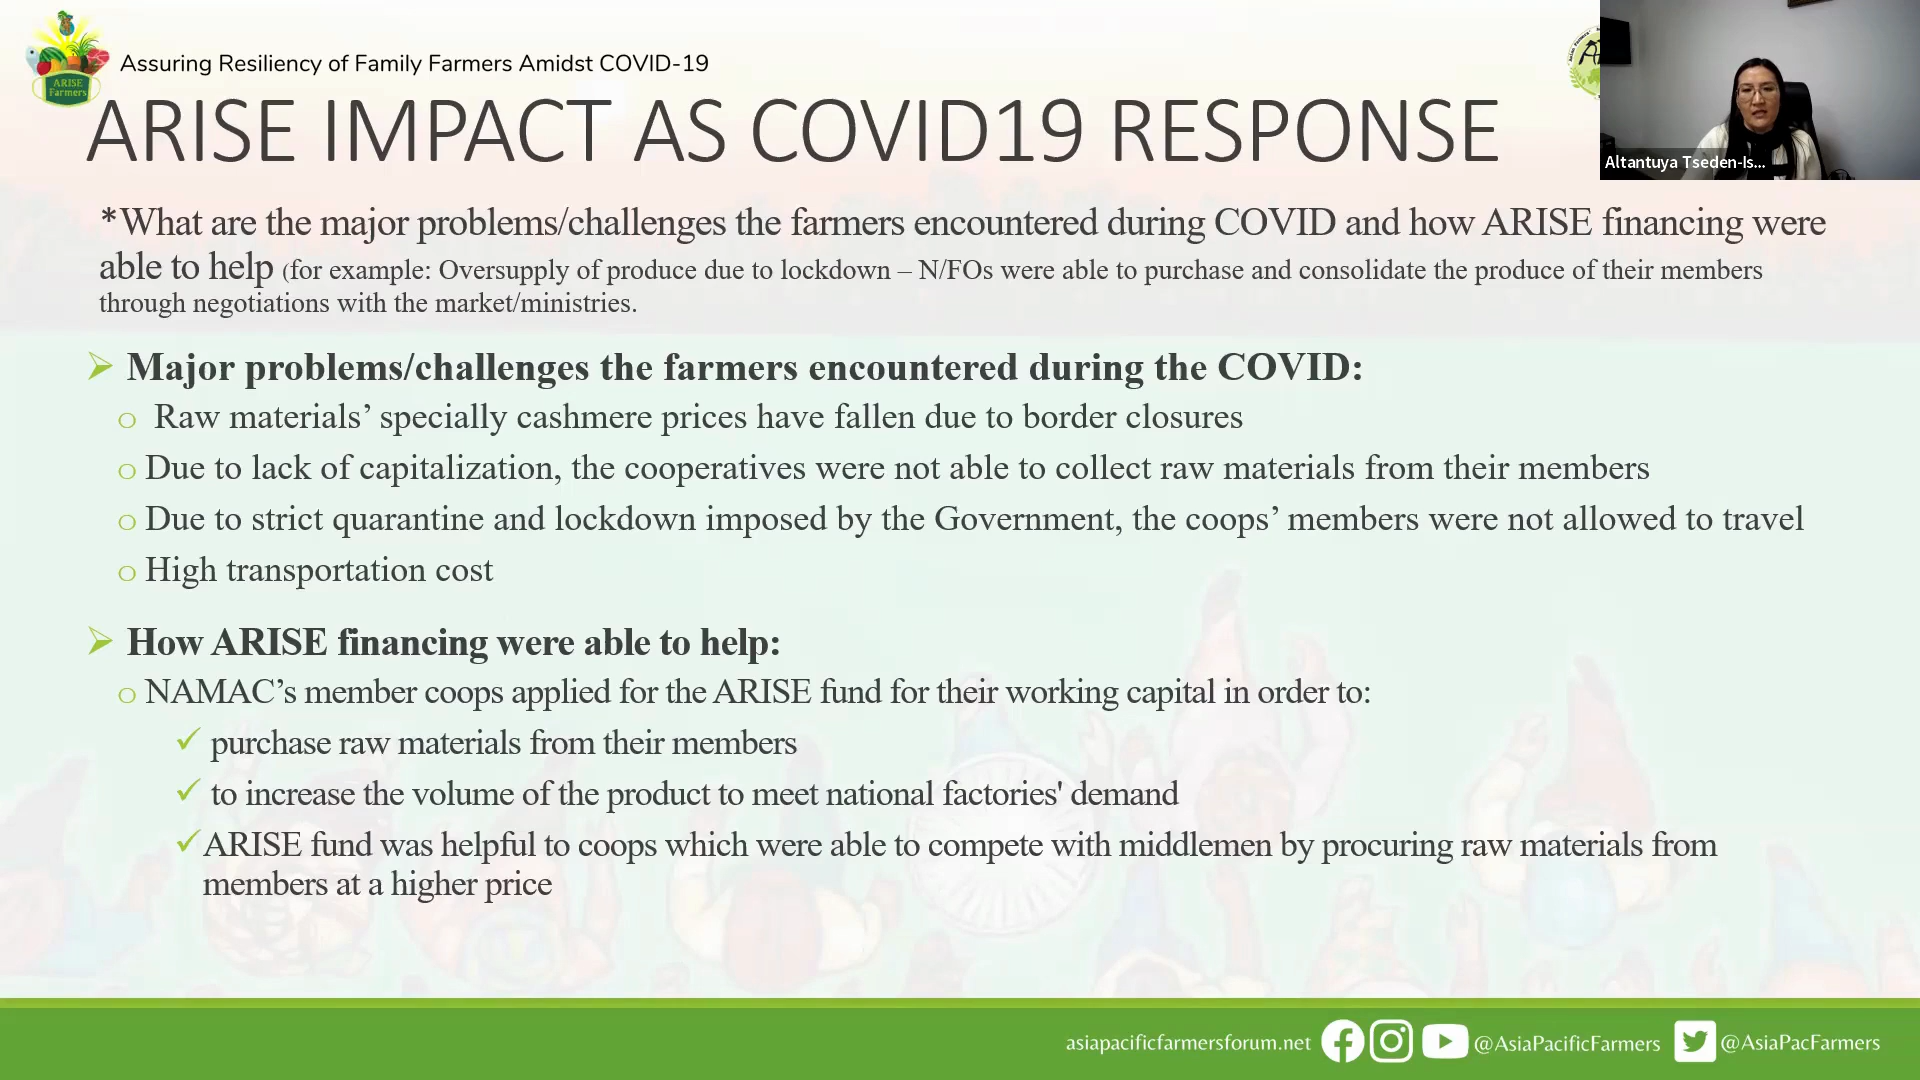 ARISE
Farmers
Assuring Resiliency of Family Farmers Amidst COVID-19
ARISE IMPACT AS COVID19 RESPONSE
Altantuya Tseden-Is...
*What are the major problems/challenges the farmers encountered during COVID and how ARISE financing were
able to help (for example: Oversupply of produce due to lockdown – N/FOs were able to purchase and consolidate the produce of their members
through negotiations with the market/ministries.
Major problems/challenges the farmers encountered during the COVID:
Raw materials’ specially cashmere prices have fallen due to border closures
Due to lack of capitalization, the cooperatives were not able to collect raw materials from their members
Due to strict quarantine and lockdown imposed by the Government, the coops’ members were not allowed to travel
High transportation cost
How ARISE financing were able to help:
NAMAC’s member coops applied for the ARISE fund for their working capital in order to:
purchase raw materials from their members
to increase the volume of the product to meet national factories' demand
ARISE fund was helpful to coops which were able to compete with middlemen by procuring raw materials from
members at a higher price
asiapacificfarmersforum.net @AsiaPacificFarmers @AsiaPacFarmers